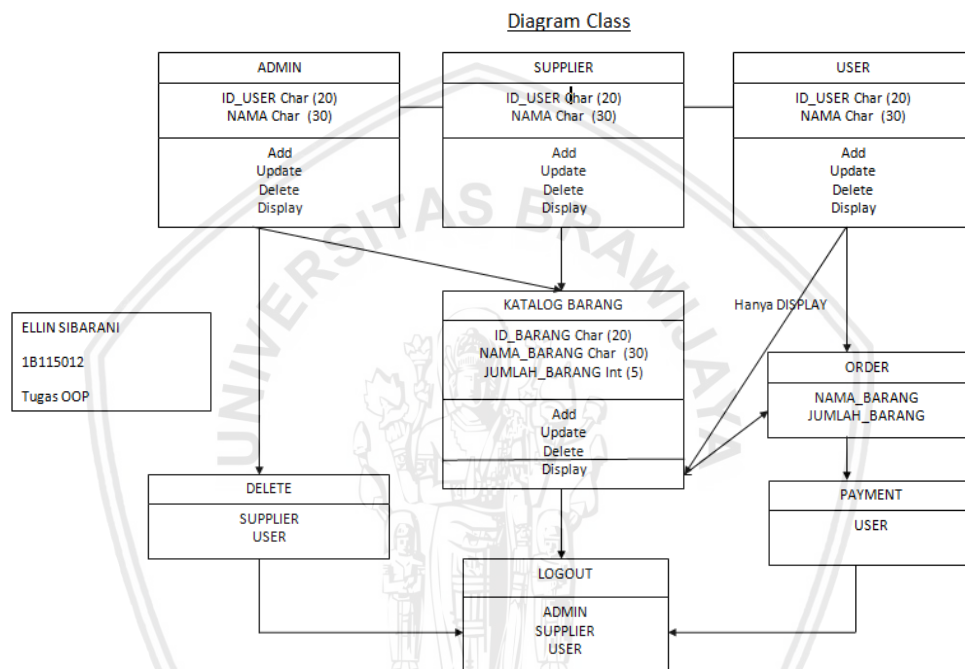 Diagram Class
ADMIN
ID_USER Char (20)
NAMA Char (30)
Add
Update
Delete
Display
SUPPLIER
ID_USER Char (20)
NAMA Char (30)
Add
Update
Delete
Display
USER
ID_USER Char (20)
NAMA Char (30)
Add
Update
Delete
Display
UNIVERSITAS BRAWIJAYA
KATALOG BARANG
ID_BARANG Char (20)
NAMA_BARANG Char (30)
JUMLAH_BARANG Int (5)
Add
Update
Delete
Display
Hanya DISPLAY
ELLIN SIBARANI
1B115012
Tugas OOP
ORDER
NAMA_BARANG
JUMLAH_BARANG
DELETE
SUPPLIER
USER
PAYMENT
USER
LOGOUT
ADMIN
SUPPLIER
USER